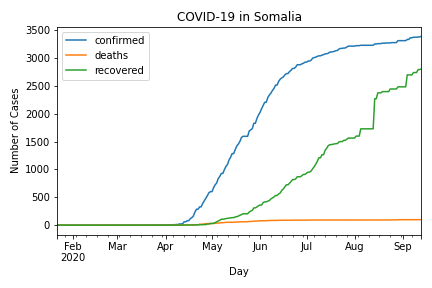 COVID-19 in Somalia
confirmed
deaths
recovered
Number of Cases
3500
3000
2500
2000
1500
1000
500
0
Feb Mar Apr May Jun Jul Aug Sep
2020
Day